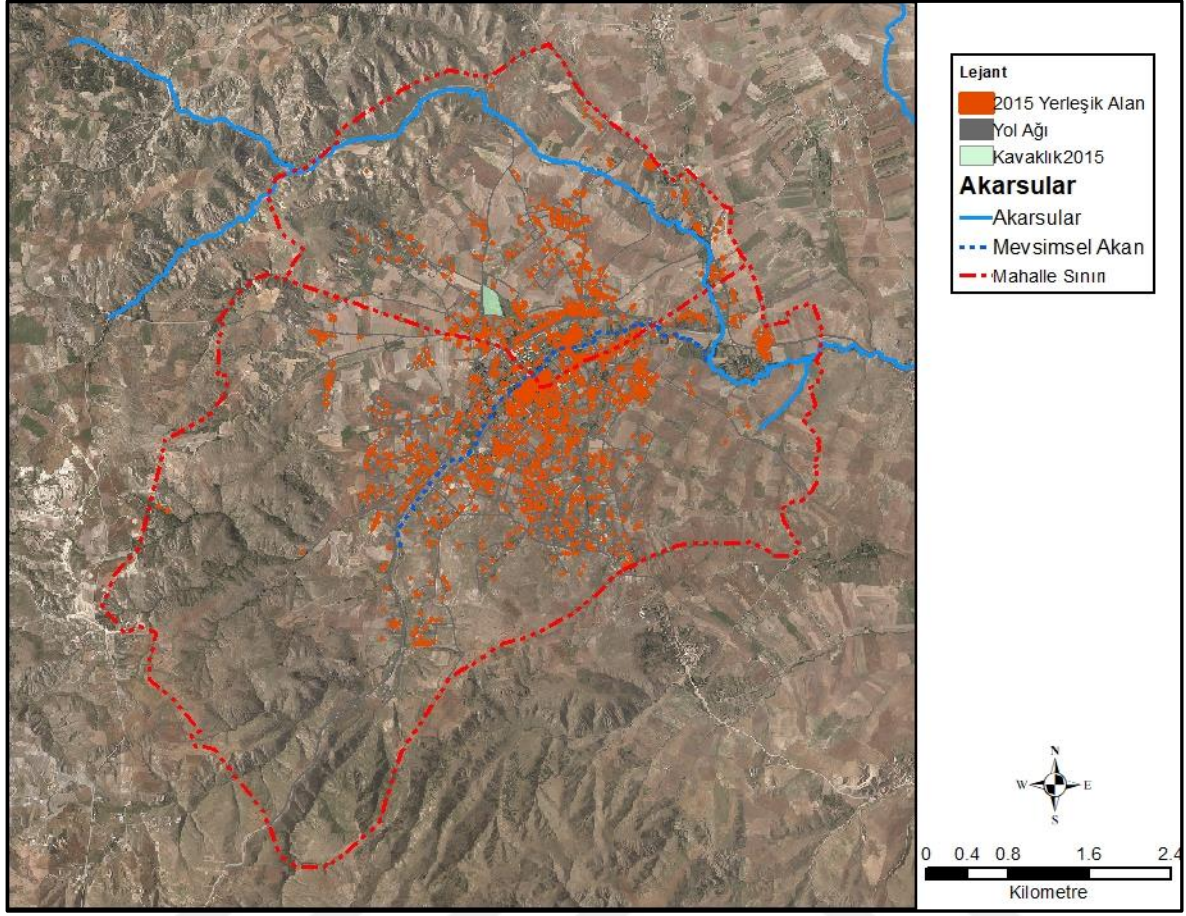 Lejant
2015 Yerleşik Alan
Yol Ağı
Kavaklık2015
Akarsular
Akarsular
Mevsimsel Akan
Mahalle Sınırı
N
W E
S
0 0.4 0.8 1.6 2.4
Kilometre